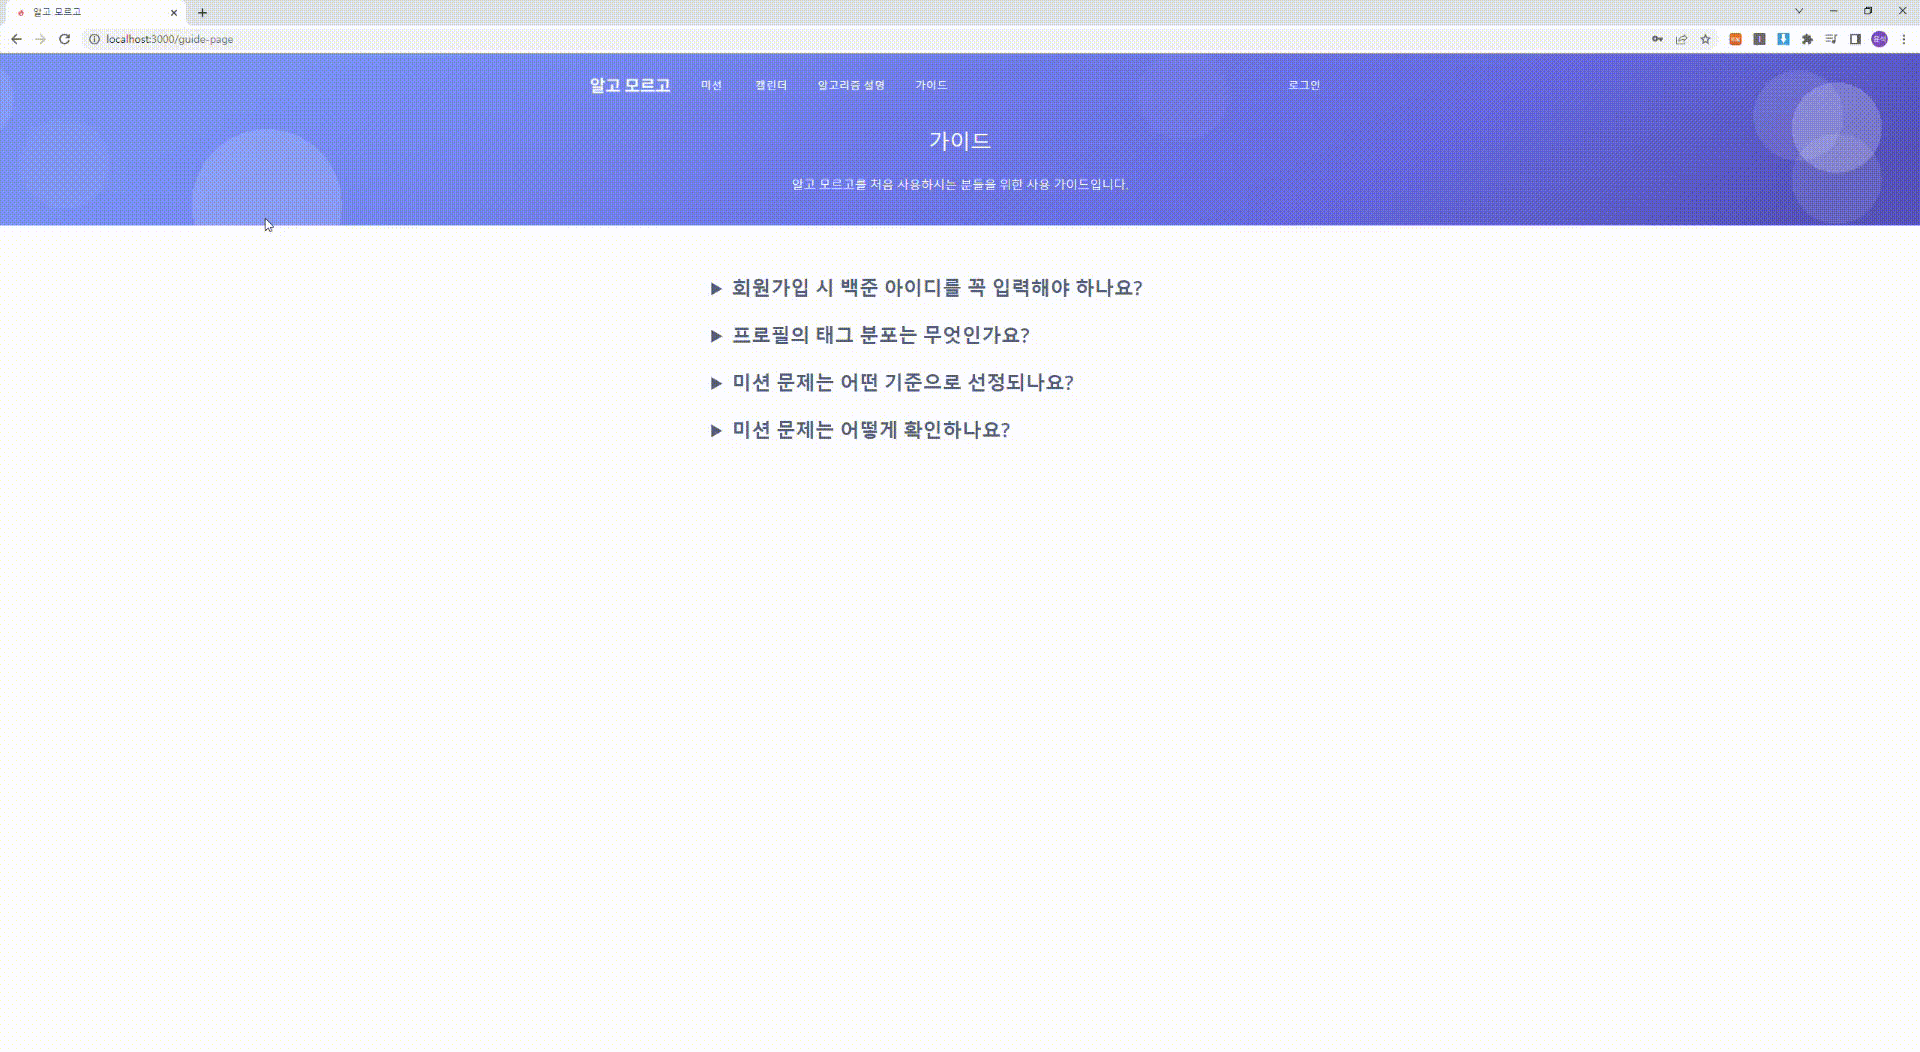 알고 모르고
localhost:3000/guide-page
알고 모르고 미션 캘린더 알고리즘 설명 가이드 로그인
가이드
알고 모르고를 처음 사용하시는 분들을 위한 사용 가이드입니다.
▶ 회원가입 시 백준 아이디를 꼭 입력해야 하나요?
▶ 프로필의 태그 분포는 무엇인가요?
▶ 미션 문제는 어떤 기준으로 선정되나요?
▶ 미션 문제는 어떻게 확인하나요?